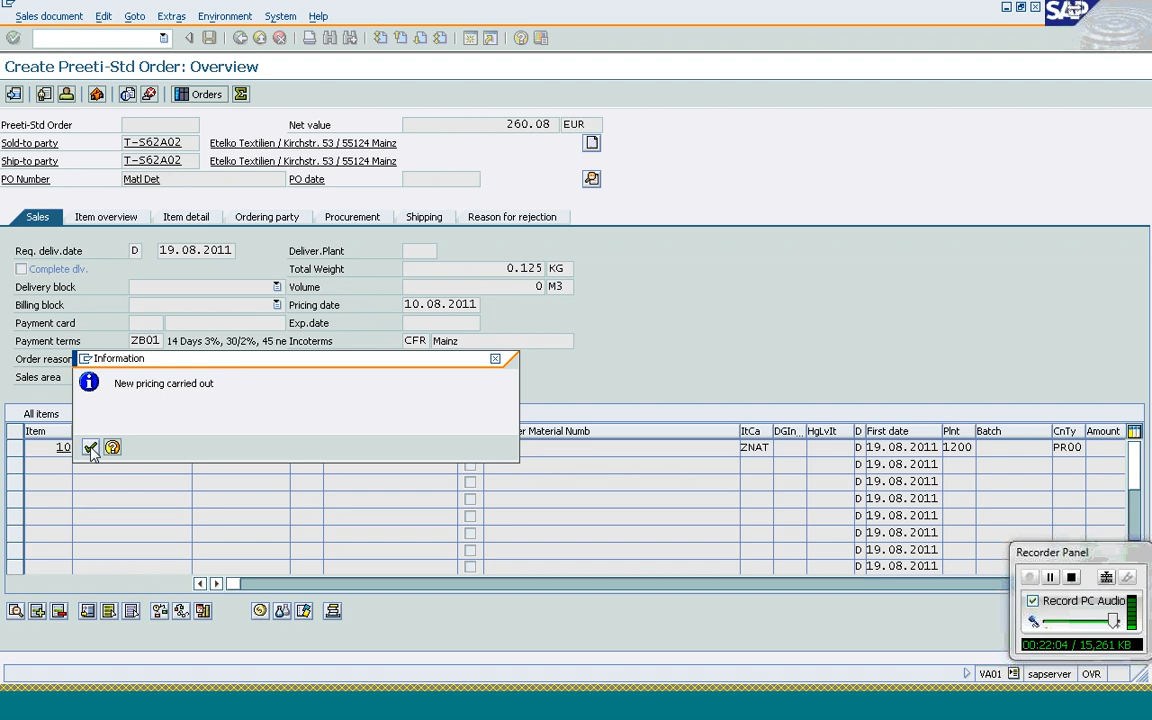 Sales document Edit Goto Extras Environment System Help
SAP
Create Preeti-Std Order: Overview
Orders
Preeti-Std Order Net value 260.08 EUR
Sold-to party T-S62A02 Etelko Textilien / Kirchstr. 53 / 55124 Mainz
Ship-to party T-S62A02 Etelko Textilien / Kirchstr. 53 / 55124 Mainz
PO Number Matl Det PO date
Sales Item overview Item detail Ordering party Procurement Shipping Reason for rejection
Req. deliv.date D 19.08.2011 Deliver.Plant
Complete dlv. Total Weight 0.125 KG
Delivery block Volume 0 M3
Billing block Pricing date 10.08.2011
Payment card Exp.date
Payment terms ZB01 14 Days 3%, 30/2%, 45 ne Incoterms CFR Mainz
Order reason
Sales area
Information
New pricing carried out
All items
Item r Material Numb ItCa DGIn... HgLvIt D First date Plnt Batch CnTy Amount
10 ZNAT D 19.08.2011 1200 PR00
D 19.08.2011
D 19.08.2011
D 19.08.2011
D 19.08.2011
D 19.08.2011
D 19.08.2011
D 19.08.2011
Recorder Panel
Record PC Audio
00:22:04 / 15,261 KB
VA01 sapserver OVR